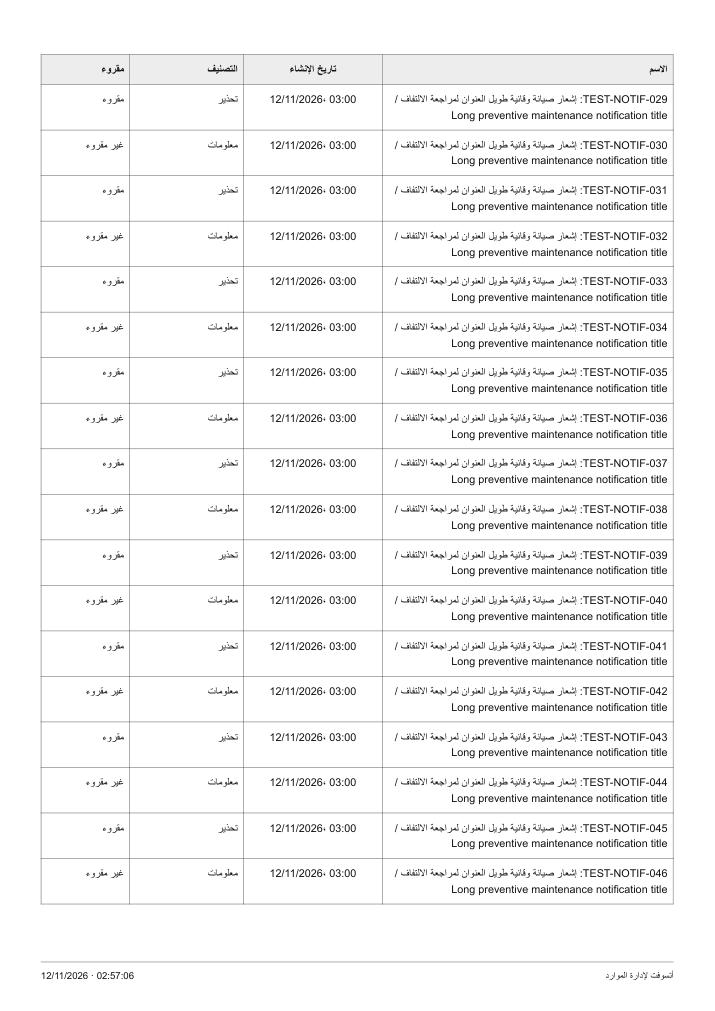 الاسم	تاريخ الإنشاء	التصنيف	مقروء
TEST-NOTIF-029: إشعار صيانة وقائية طويل العنوان لمراجعة الالتفاف /	12/11/2026، 03:00	تحذير	مقروء
Long preventive maintenance notification title
TEST-NOTIF-030: إشعار صيانة وقائية طويل العنوان لمراجعة الالتفاف /	12/11/2026، 03:00	معلومات	غير مقروء
Long preventive maintenance notification title
TEST-NOTIF-031: إشعار صيانة وقائية طويل العنوان لمراجعة الالتفاف /	12/11/2026، 03:00	تحذير	مقروء
Long preventive maintenance notification title
TEST-NOTIF-032: إشعار صيانة وقائية طويل العنوان لمراجعة الالتفاف /	12/11/2026، 03:00	معلومات	غير مقروء
Long preventive maintenance notification title
TEST-NOTIF-033: إشعار صيانة وقائية طويل العنوان لمراجعة الالتفاف /	12/11/2026، 03:00	تحذير	مقروء
Long preventive maintenance notification title
TEST-NOTIF-034: إشعار صيانة وقائية طويل العنوان لمراجعة الالتفاف /	12/11/2026، 03:00	معلومات	غير مقروء
Long preventive maintenance notification title
TEST-NOTIF-035: إشعار صيانة وقائية طويل العنوان لمراجعة الالتفاف /	12/11/2026، 03:00	تحذير	مقروء
Long preventive maintenance notification title
TEST-NOTIF-036: إشعار صيانة وقائية طويل العنوان لمراجعة الالتفاف /	12/11/2026، 03:00	معلومات	غير مقروء
Long preventive maintenance notification title
TEST-NOTIF-037: إشعار صيانة وقائية طويل العنوان لمراجعة الالتفاف /	12/11/2026، 03:00	تحذير	مقروء
Long preventive maintenance notification title
TEST-NOTIF-038: إشعار صيانة وقائية طويل العنوان لمراجعة الالتفاف /	12/11/2026، 03:00	معلومات	غير مقروء
Long preventive maintenance notification title
TEST-NOTIF-039: إشعار صيانة وقائية طويل العنوان لمراجعة الالتفاف /	12/11/2026، 03:00	تحذير	مقروء
Long preventive maintenance notification title
TEST-NOTIF-040: إشعار صيانة وقائية طويل العنوان لمراجعة الالتفاف /	12/11/2026، 03:00	معلومات	غير مقروء
Long preventive maintenance notification title
TEST-NOTIF-041: إشعار صيانة وقائية طويل العنوان لمراجعة الالتفاف /	12/11/2026، 03:00	تحذير	مقروء
Long preventive maintenance notification title
TEST-NOTIF-042: إشعار صيانة وقائية طويل العنوان لمراجعة الالتفاف /	12/11/2026، 03:00	معلومات	غير مقروء
Long preventive maintenance notification title
TEST-NOTIF-043: إشعار صيانة وقائية طويل العنوان لمراجعة الالتفاف /	12/11/2026، 03:00	تحذير	مقروء
Long preventive maintenance notification title
TEST-NOTIF-044: إشعار صيانة وقائية طويل العنوان لمراجعة الالتفاف /	12/11/2026، 03:00	معلومات	غير مقروء
Long preventive maintenance notification title
TEST-NOTIF-045: إشعار صيانة وقائية طويل العنوان لمراجعة الالتفاف /	12/11/2026، 03:00	تحذير	مقروء
Long preventive maintenance notification title
TEST-NOTIF-046: إشعار صيانة وقائية طويل العنوان لمراجعة الالتفاف /	12/11/2026، 03:00	معلومات	غير مقروء
Long preventive maintenance notification title
أتسوفت لإدارة الموارد	12/11/2026 · 02:57:06